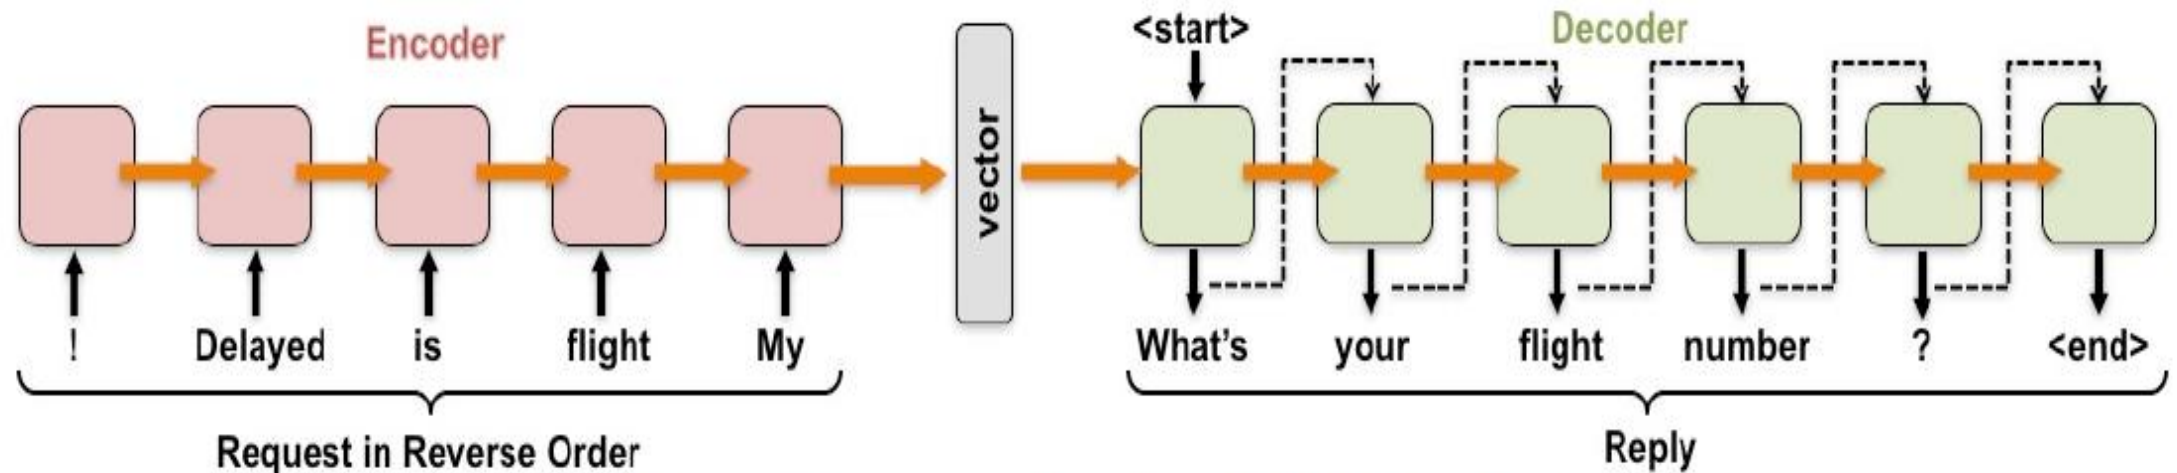 Encoder
vector
<start>
Decoder
! Delayed is flight My
What's your flight number ? <end>
Request in Reverse Order
Reply